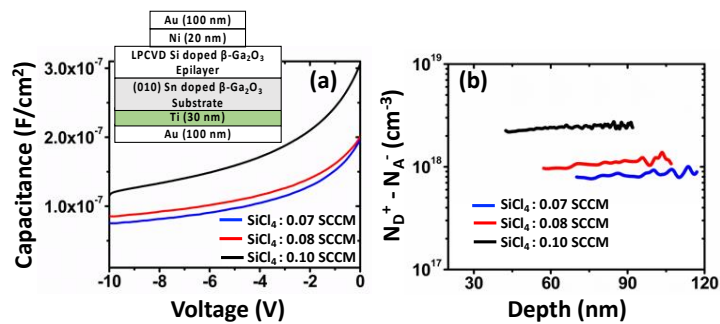 Au (100 nm)
Ni (20 nm)
LPCVD Si doped β-Ga₂O₃
Epilayer
(010) Sn doped β-Ga₂O₃
Substrate
Ti (30 nm)
Au (100 nm)
(a)
3.0x10⁻⁷
2.0x10⁻⁷
1.0x10⁻⁷
Capacitance (F/cm²)
SiCl₄: 0.07 SCCM
SiCl₄: 0.08 SCCM
SiCl₄: 0.10 SCCM
-10 -8 -6 -4 -2 0
Voltage (V)
(b)
10¹⁹
10¹⁸
10¹⁷
N_D⁺ - N_A⁻ (cm⁻³)
SiCl₄: 0.07 SCCM
SiCl₄: 0.08 SCCM
SiCl₄: 0.10 SCCM
30 60 90 120
Depth (nm)